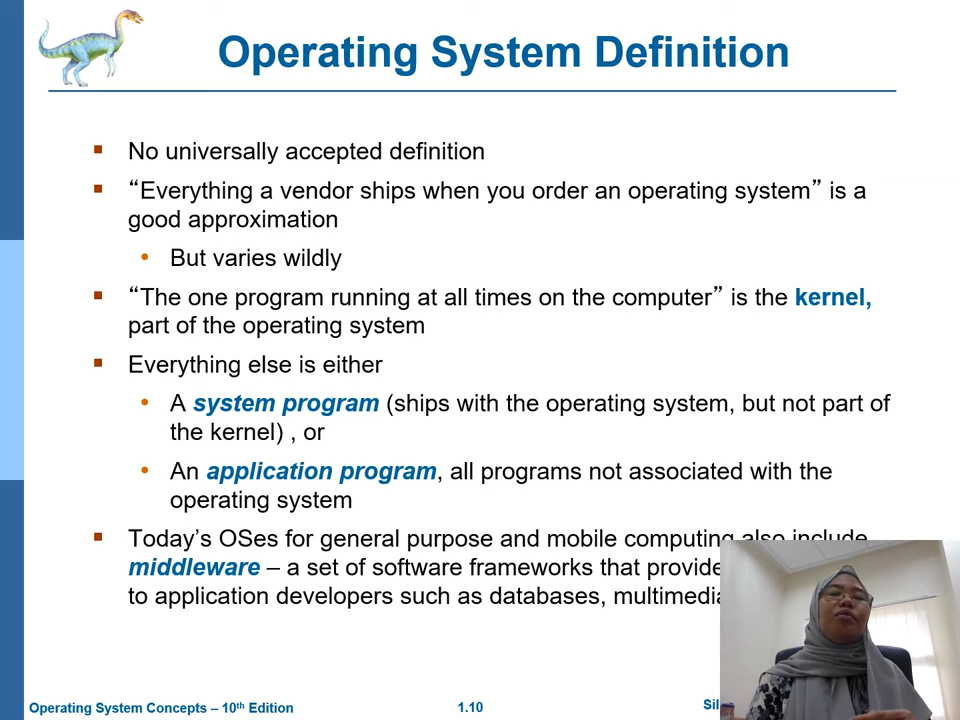 Operating System Definition
No universally accepted definition
“Everything a vendor ships when you order an operating system” is a
good approximation
But varies wildly
“The one program running at all times on the computer” is the kernel,
part of the operating system
Everything else is either
A system program (ships with the operating system, but not part of
the kernel) , or
An application program, all programs not associated with the
operating system
Today’s OSes for general purpose and mobile computing also include
middleware – a set of software frameworks that provide
to application developers such as databases, multimedia
Operating System Concepts – 10th Edition
1.10